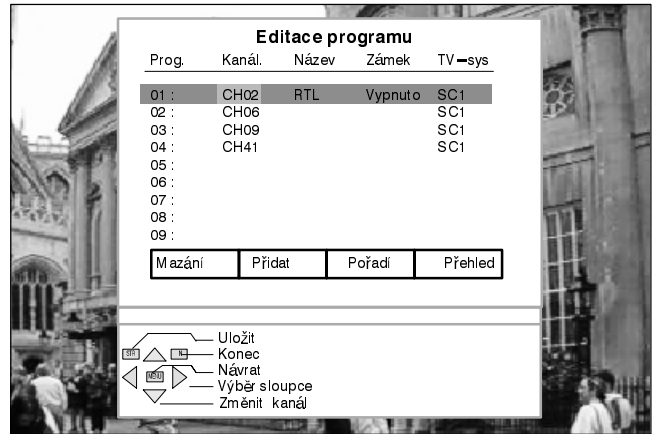 Editace programu
Prog. Kanál. Název Zámek TV–sys
01 : CH02 RTL Vypnuto SC1
02 : CH06 SC1
03 : CH09 SC1
04 : CH41 SC1
05 :
06 :
07 :
08 :
09 :
Mazání Přidat Pořadí Přehled
Uložit
STR N Konec
Návrat
MENU
Výběr sloupce
Změnit kanál